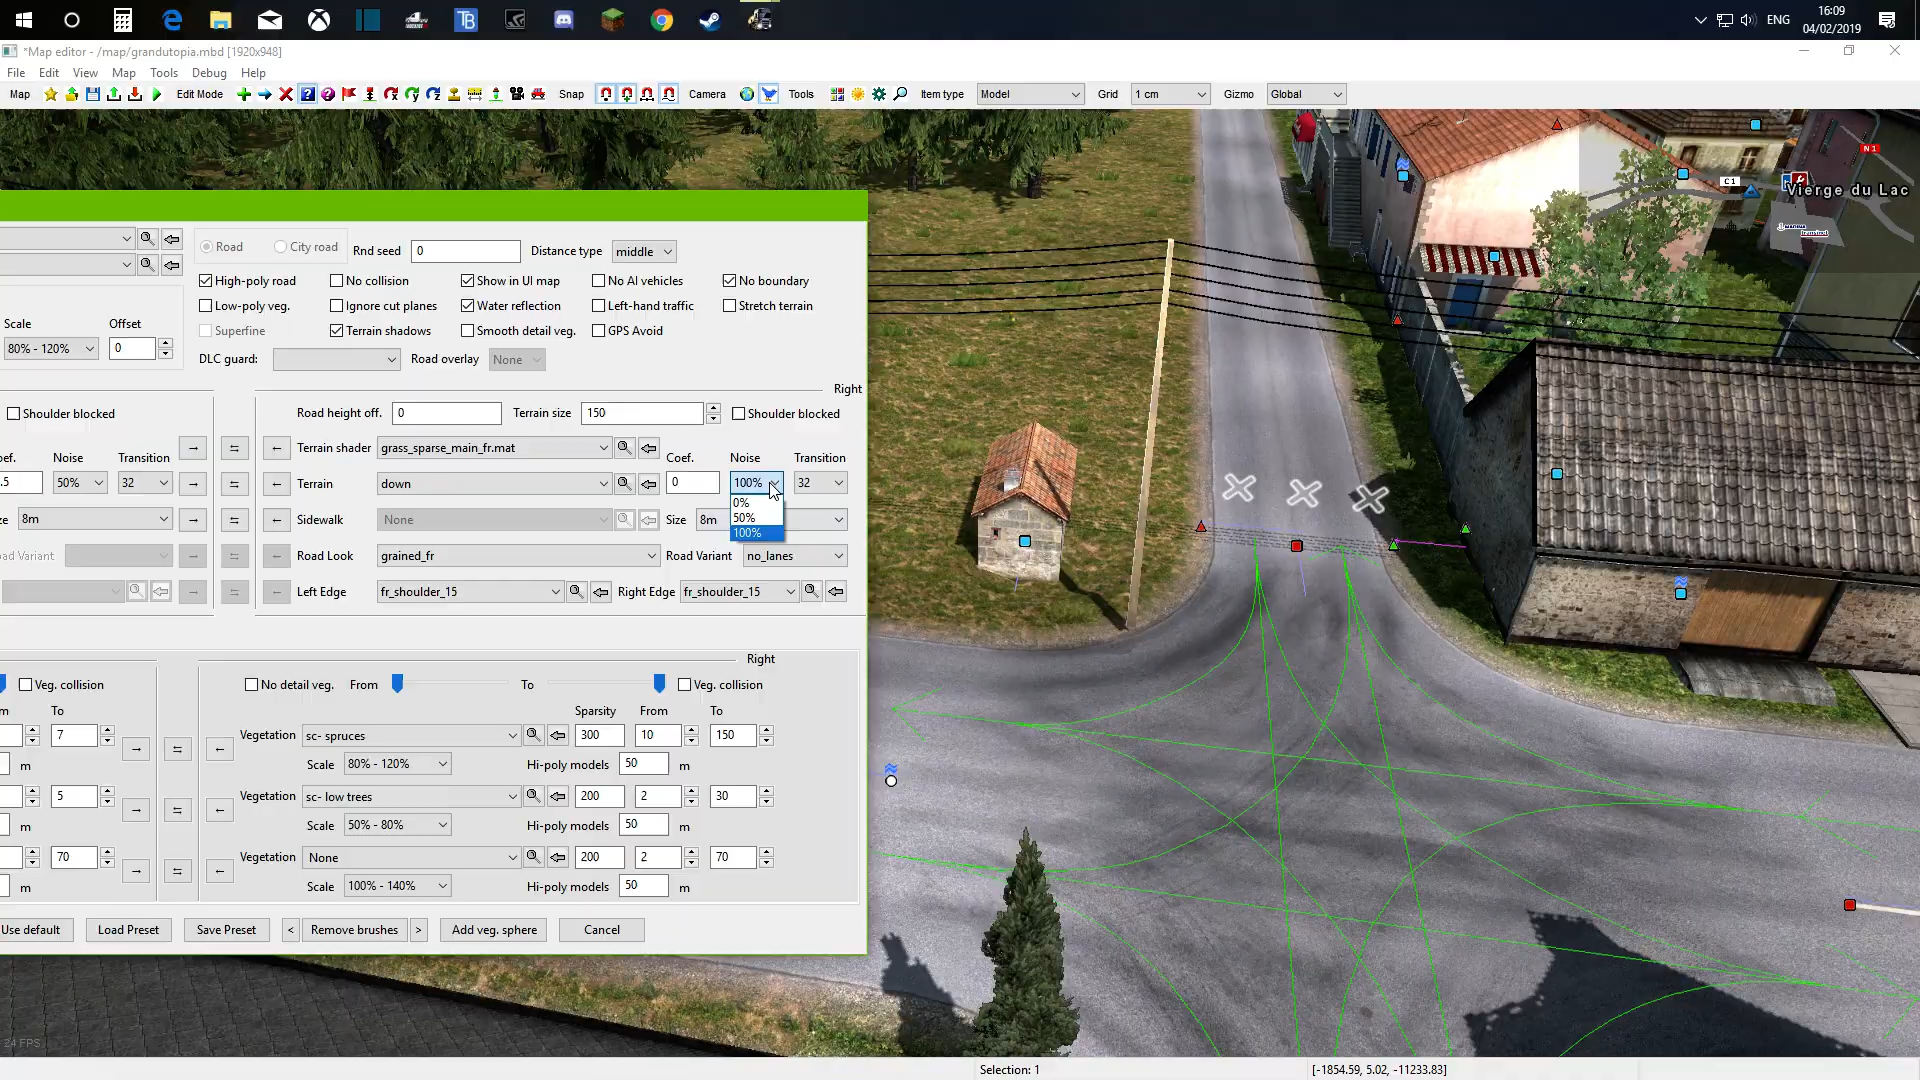 ENG
16:09
04/02/2019
*Map editor - /map/grandutopia.mbd [1920x948]
File Edit View Map Tools Debug Help
Map Edit Mode Snap Camera Tools Item type Model Grid 1 cm Gizmo Global
N 1
C 1
Vierge du Lac
Road City road Rnd seed 0 Distance type middle
High-poly road No collision Show in UI map No AI vehicles No boundary
Low-poly veg. Ignore cut planes Water reflection Left-hand traffic Stretch terrain
Superfine Terrain shadows Smooth detail veg. GPS Avoid
Scale Offset
80% - 120% 0
DLC guard: Road overlay None
Right
Shoulder blocked Road height off. 0 Terrain size 150 Shoulder blocked
Terrain shader grass_sparse_main_fr.mat
oef. Noise Transition Coef. Noise Transition
.5 50% 32 Terrain down 0 100% 32
0%
50%
100%
8m Sidewalk None Size 8m
oad Variant Road Look grained_fr Road Variant no_lanes
Left Edge fr_shoulder_15 Right Edge fr_shoulder_15
Right
Veg. collision No detail veg. From To Veg. collision
m To Sparsity From To
7 Vegetation sc- spruces 300 10 150
m Scale 80% - 120% Hi-poly models 50 m
5 Vegetation sc- low trees 200 2 30
m Scale 50% - 80% Hi-poly models 50 m
70 Vegetation None 200 2 70
m Scale 100% - 140% Hi-poly models 50 m
Use default Load Preset Save Preset < Remove brushes > Add veg. sphere Cancel
24 FPS
Selection: 1 [-1854.59, 5.02, -11233.83]